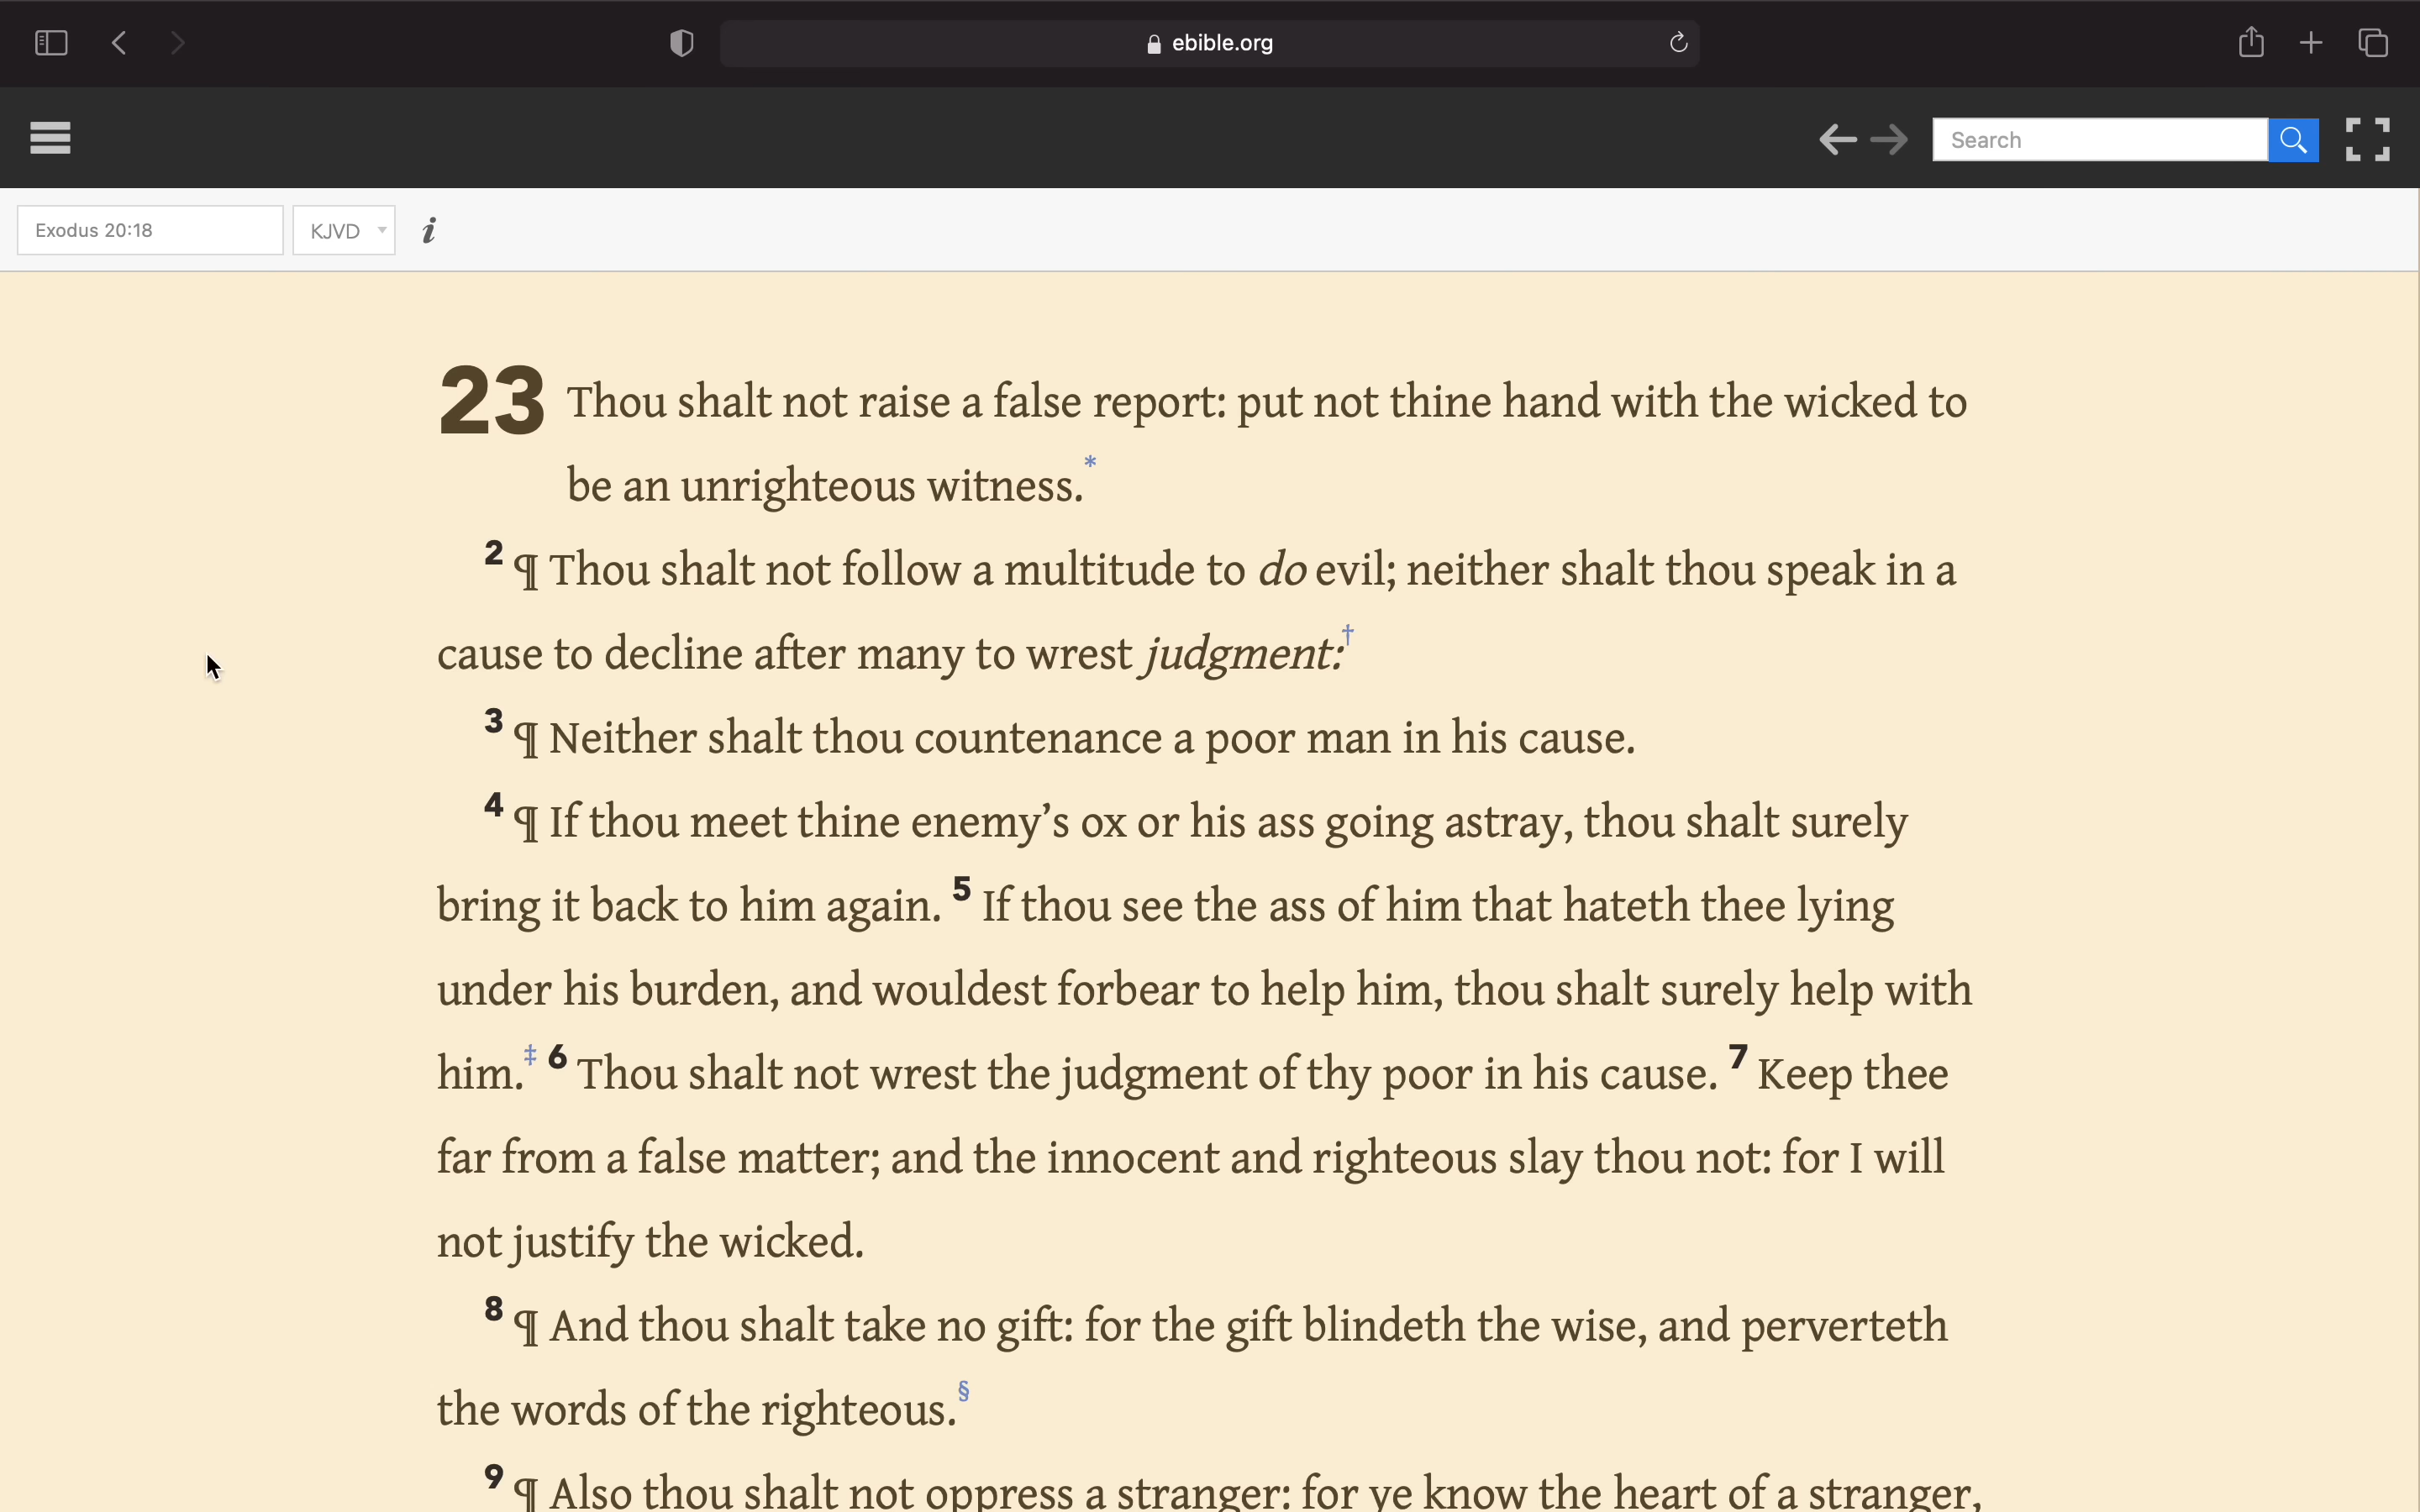 ebible.org
Search
Exodus 20:18
KJVD
i
23 Thou shalt not raise a false report: put not thine hand with the wicked to
be an unrighteous witness.*
2 ¶ Thou shalt not follow a multitude to do evil; neither shalt thou speak in a
cause to decline after many to wrest judgment:†
3 ¶ Neither shalt thou countenance a poor man in his cause.
4 ¶ If thou meet thine enemy’s ox or his ass going astray, thou shalt surely
bring it back to him again. 5 If thou see the ass of him that hateth thee lying
under his burden, and wouldest forbear to help him, thou shalt surely help with
him.‡ 6 Thou shalt not wrest the judgment of thy poor in his cause. 7 Keep thee
far from a false matter; and the innocent and righteous slay thou not: for I will
not justify the wicked.
8 ¶ And thou shalt take no gift: for the gift blindeth the wise, and perverteth
the words of the righteous.§
9 ¶ Also thou shalt not oppress a stranger: for ye know the heart of a stranger,